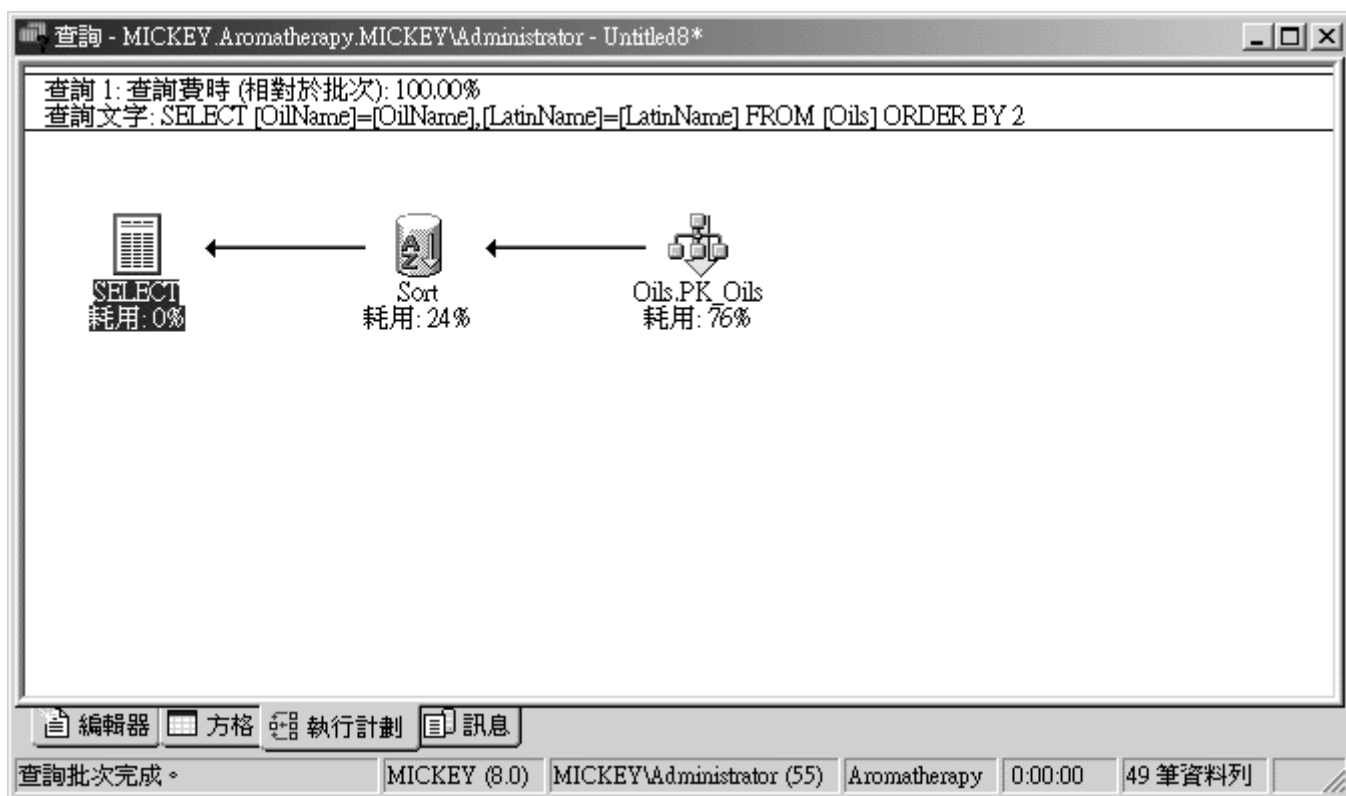 查詢 - MICKEY.Aromatherapy.MICKEY\Administrator - Untitled8*
查詢 1: 查詢費時 (相對於批次): 100.00%
查詢文字: SELECT [OilName]=[OilName],[LatinName]=[LatinName] FROM [Oils] ORDER BY 2
SELECT
耗用: 0%
Sort
耗用: 24%
Oils.PK_Oils
耗用: 76%
編輯器 方格 執行計劃 訊息
查詢批次完成。 MICKEY (8.0) MICKEY\Administrator (55) Aromatherapy 0:00:00 49 筆資料列